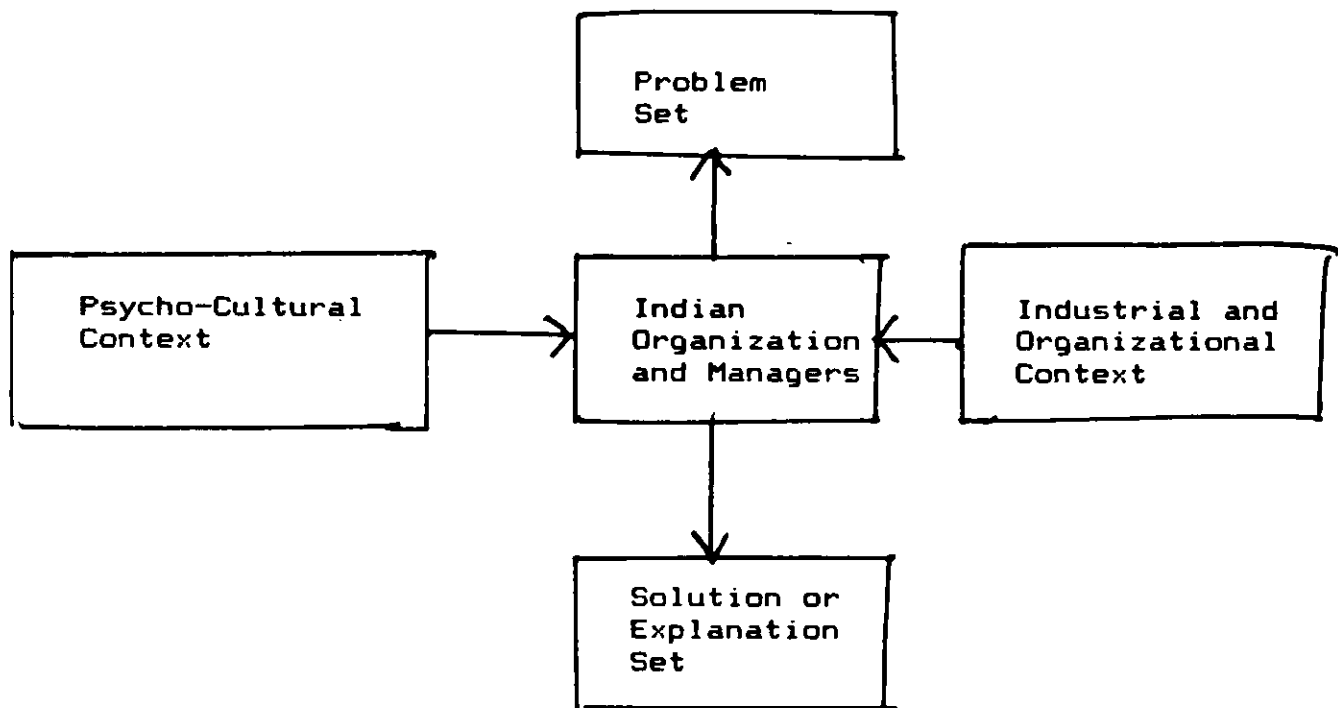 Problem
Set
Psycho-Cultural
Context
Indian
Organization
and Managers
Industrial and
Organizational
Context
Solution or
Explanation
Set